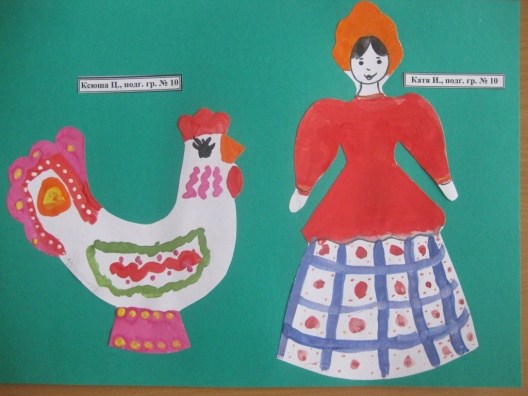 Ксюша Ц., подг. гр. № 10
Катя И., подг. гр. № 10